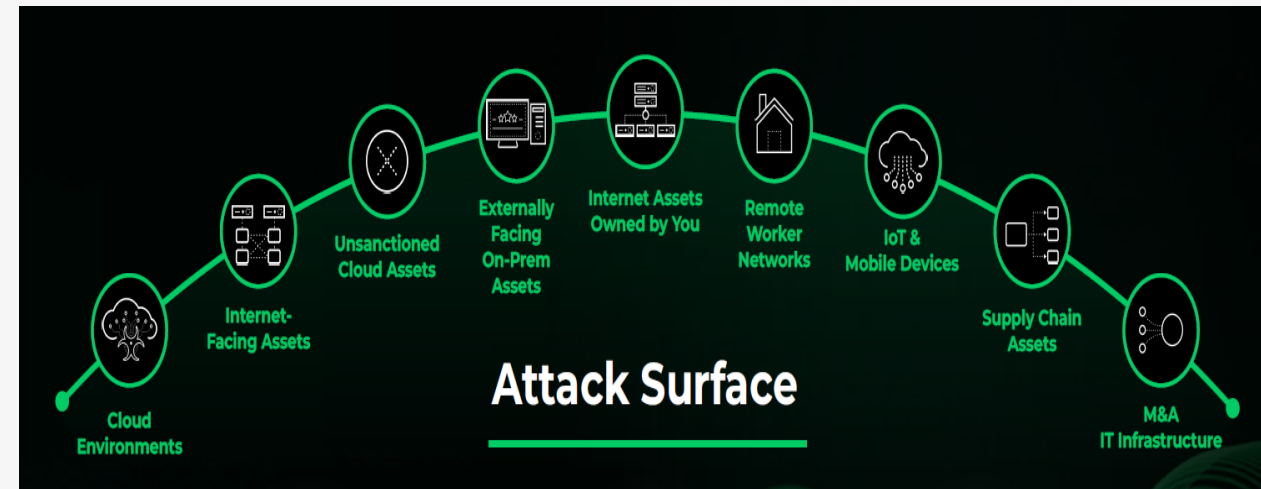 Cloud
Environments
Internet-
Facing Assets
Unsanctioned
Cloud Assets
Externally
Facing
On-Prem
Assets
Internet Assets
Owned by You
Remote
Worker
Networks
IoT &
Mobile Devices
Supply Chain
Assets
M&A
IT Infrastructure
Attack Surface